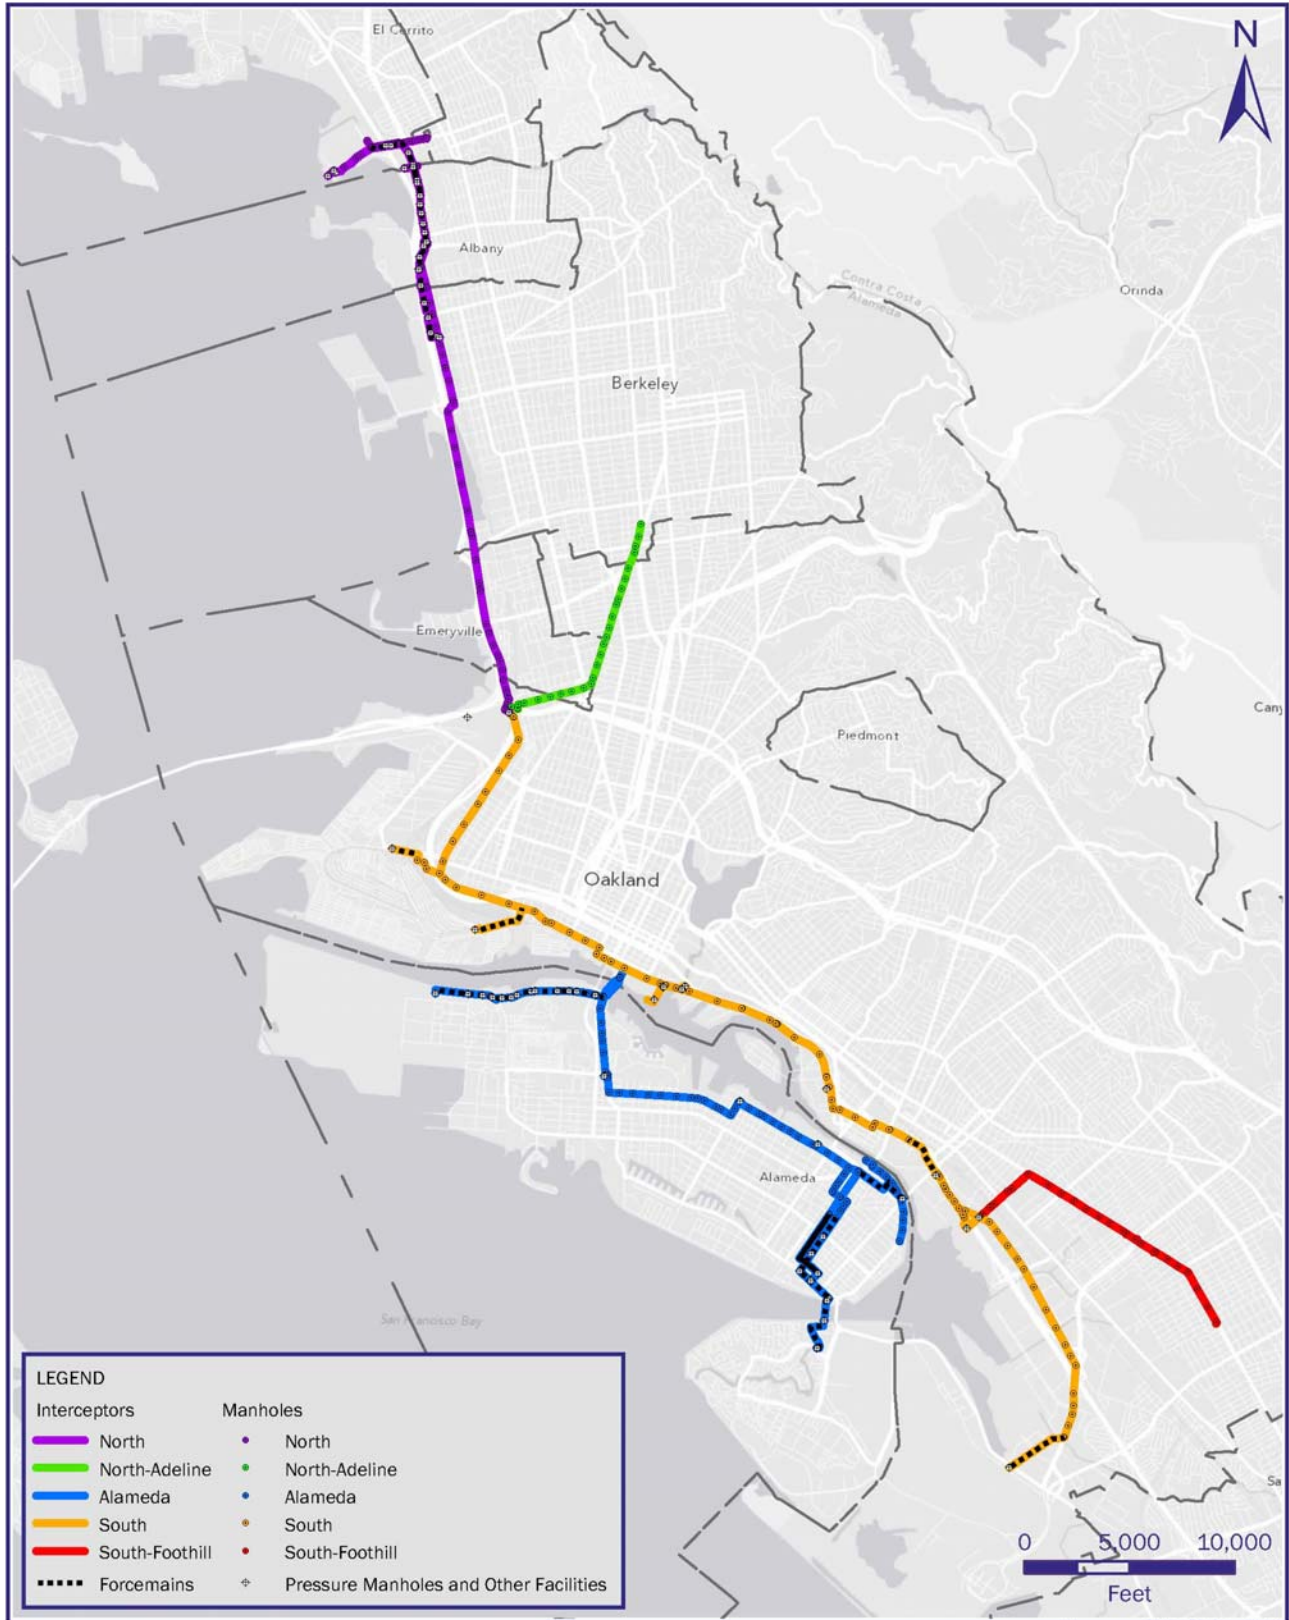 El Cerrito
N
Albany
Contra Costa
Alameda
Orinda
Berkeley
Emeryville
Cany
Piedmont
Oakland
Alameda
San Francisco Bay
LEGEND
Interceptors Manholes
North North
North-Adeline North-Adeline
Alameda Alameda
South South
South-Foothill South-Foothill
Forcemains Pressure Manholes and Other Facilities
Sa
0 5,000 10,000
Feet